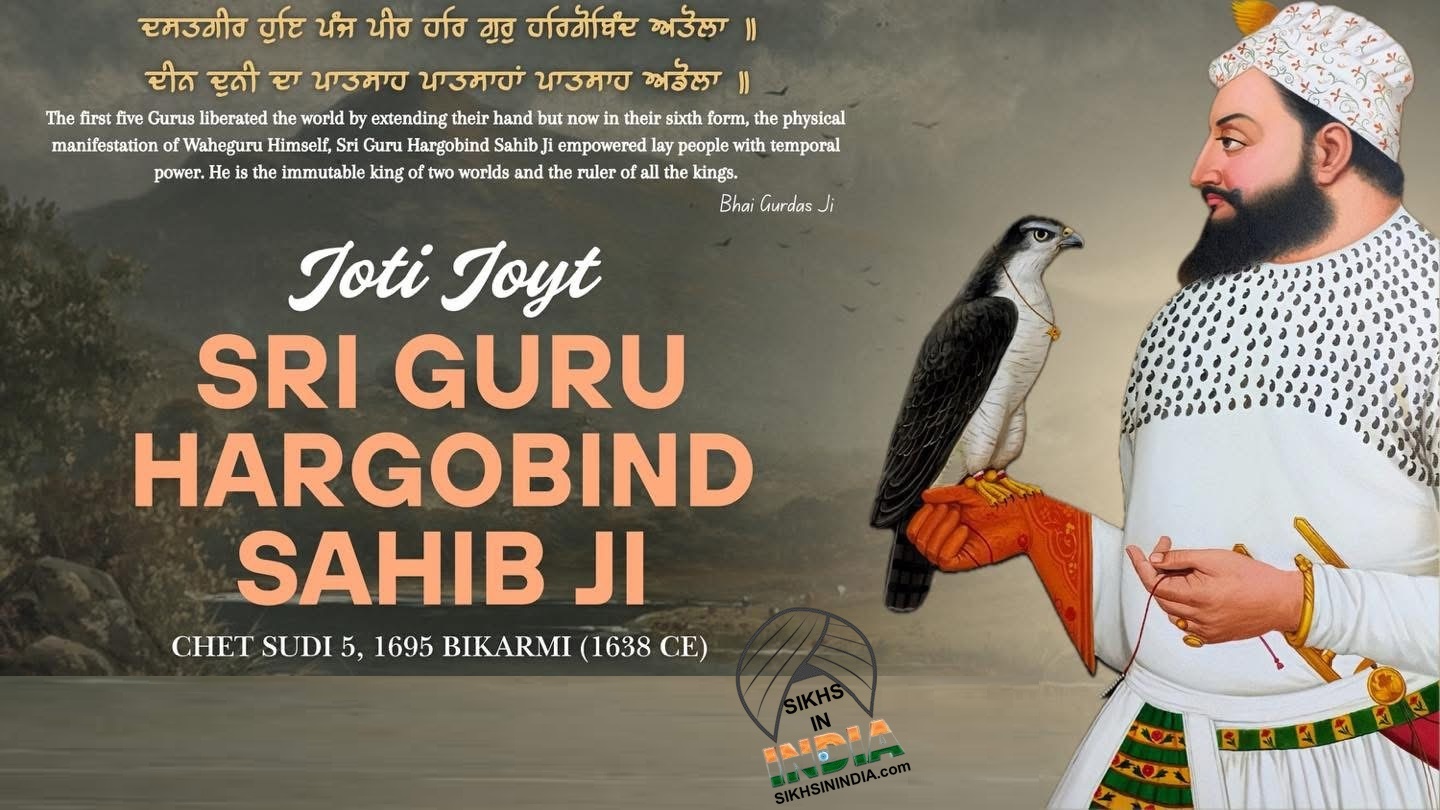 ਦਸਤਗੀਰ ਹੁਇ ਪੰਜ ਪੀਰ ਹਰਿ ਗੁਰੁ ਹਰਿਗੋਬਿੰਦ ਅਤੋਲਾ ॥
ਦੀਨ ਦੁਨੀ ਦਾ ਪਾਤਸਾਹ ਪਾਤਸਾਹਾਂ ਪਾਤਸਾਹ ਅਡੋਲਾ ॥
The first five Gurus liberated the world by extending their hand but now in their sixth form, the physical
manifestation of Waheguru Himself, Sri Guru Hargobind Sahib Ji empowered lay people with temporal
power. He is the immutable king of two worlds and the ruler of all the kings.
Bhai Gurdas Ji
Joti Joyt
SRI GURU
HARGOBIND
SAHIB JI
CHET SUDI 5, 1695 BIKARMI (1638 CE)
SIKHS
IN
INDIA
SIKHSININDIA.com